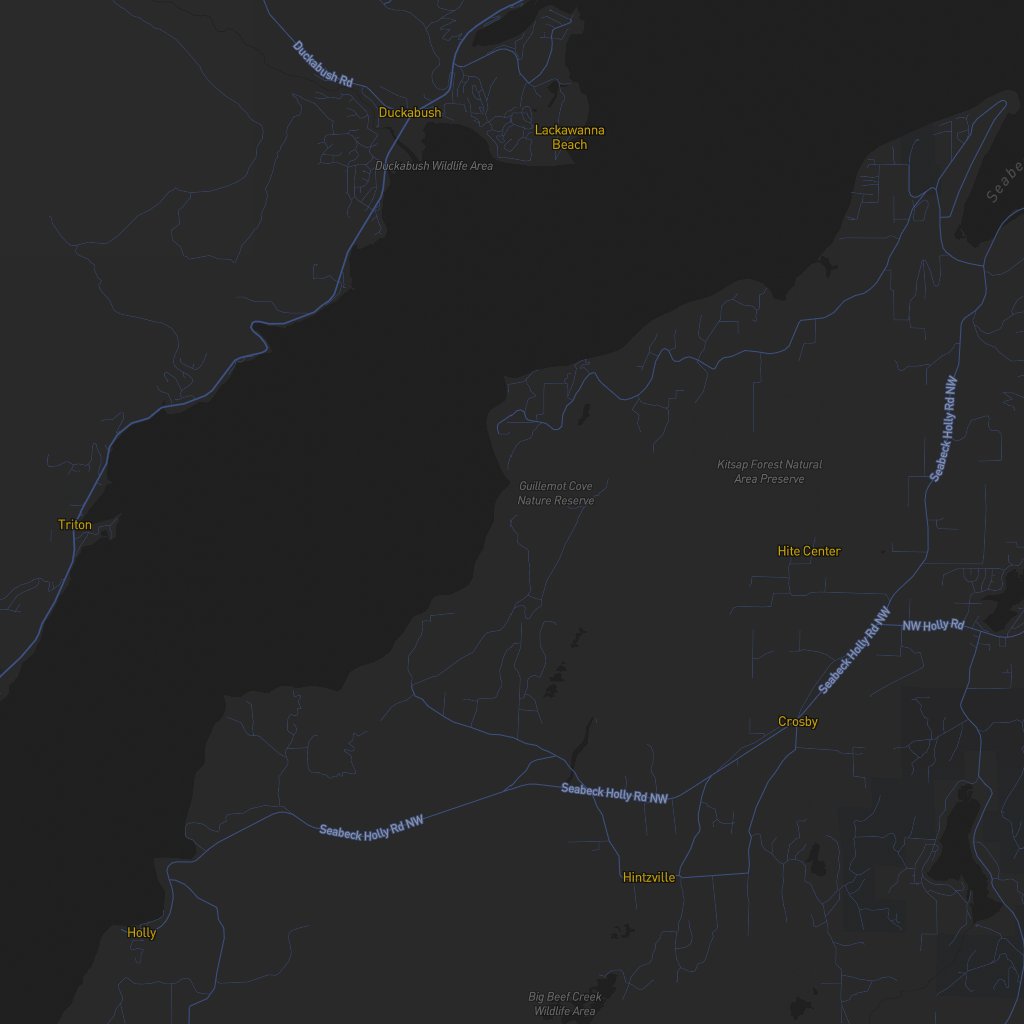 Duckabush Rd
Duckabush
Lackawanna
Beach
Duckabush Wildlife Area
Seabeck Holly Rd NW
Kitsap Forest Natural
Area Preserve
Guillemot Cove
Nature Reserve
Triton
Hite Center
NW Holly Rd
Seabeck Holly Rd NW
Crosby
Seabeck Holly Rd NW
Seabeck Holly Rd NW
Hintzville
Holly
Big Beef Creek
Wildlife Area